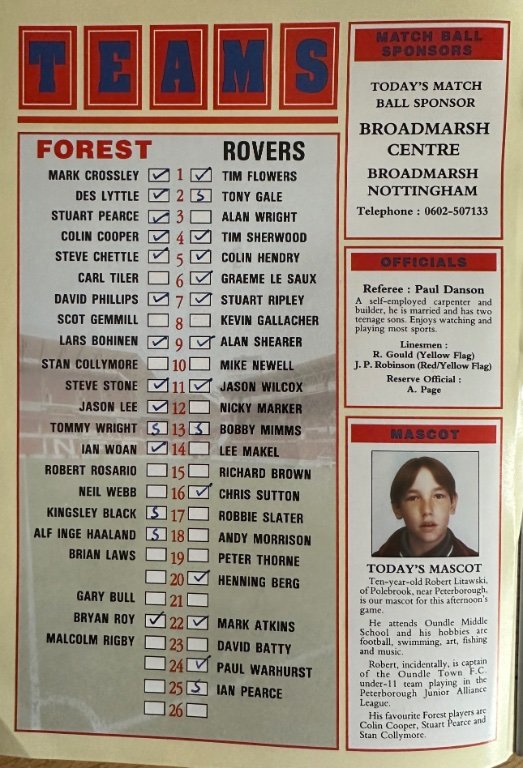 TEAMS
FOREST ROVERS
MARK CROSSLEY ✓ 1 ✓ TIM FLOWERS
DES LYTTLE ✓ 2 S TONY GALE
STUART PEARCE ✓ 3 ALAN WRIGHT
COLIN COOPER ✓ 4 ✓ TIM SHERWOOD
STEVE CHETTLE ✓ 5 ✓ COLIN HENDRY
CARL TILER 6 ✓ GRAEME LE SAUX
DAVID PHILLIPS ✓ 7 ✓ STUART RIPLEY
SCOT GEMMILL 8 KEVIN GALLACHER
LARS BOHINEN ✓ 9 ✓ ALAN SHEARER
STAN COLLYMORE 10 MIKE NEWELL
STEVE STONE ✓ 11 ✓ JASON WILCOX
JASON LEE ✓ 12 NICKY MARKER
TOMMY WRIGHT S 13 S BOBBY MIMMS
IAN WOAN ✓ 14 LEE MAKEL
ROBERT ROSARIO 15 RICHARD BROWN
NEIL WEBB 16 ✓ CHRIS SUTTON
KINGSLEY BLACK S 17 ROBBIE SLATER
ALF INGE HAALAND S 18 ANDY MORRISON
BRIAN LAWS 19 PETER THORNE
20 ✓ HENNING BERG
GARY BULL 21
BRYAN ROY ✓ 22 ✓ MARK ATKINS
MALCOLM RIGBY 23 DAVID BATTY
24 ✓ PAUL WARHURST
25 S IAN PEARCE
26
MATCH BALL
SPONSORS
TODAY'S MATCH
BALL SPONSOR
BROADMARSH
CENTRE
BROADMARSH
NOTTINGHAM
Telephone : 0602-507133
OFFICIALS
Referee : Paul Danson
A self-employed carpenter and
builder, he is married and has two
teenage sons. Enjoys watching and
playing most sports.
Linesmen :
R. Gould (Yellow Flag)
J. P. Robinson (Red/Yellow Flag)
Reserve Official :
A. Page
MASCOT
TODAY'S MASCOT
Ten-year-old Robert Litawski,
of Polebrook, near Peterborough,
is our mascot for this afternoon's
game.
He attends Oundle Middle
School and his hobbies are
football, swimming, art, fishing
and music.
Robert, incidentally, is captain
of the Oundle Town F.C.
under-11 team playing in the
Peterborough Junior Alliance
League.
His favourite Forest players are
Colin Cooper, Stuart Pearce and
Stan Collymore.